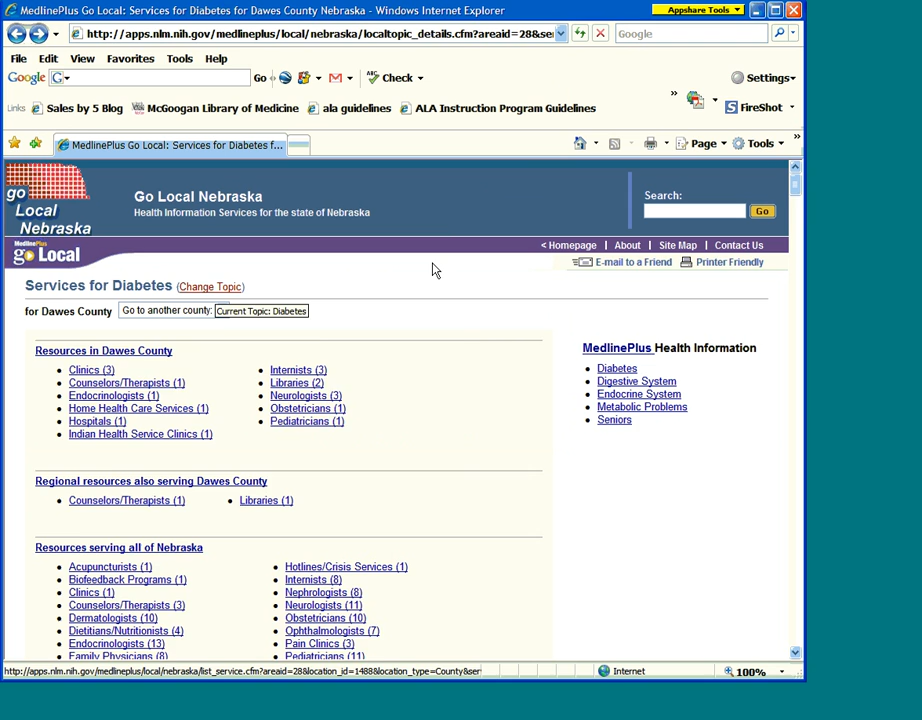 MedlinePlus Go Local: Services for Diabetes for Dawes County Nebraska - Windows Internet Explorer
Appshare Tools
http://apps.nlm.nih.gov/medlineplus/local/nebraska/localtopic_details.cfm?areaid=28&se
Google
File Edit View Favorites Tools Help
Google G Go Check Settings
Links Sales by 5 Blog McGoogan Library of Medicine ala guidelines ALA Instruction Program Guidelines » FireShot
MedlinePlus Go Local: Services for Diabetes f... Page Tools »
go Local Nebraska
Go Local Nebraska
Health Information Services for the state of Nebraska
Search:
Go
MedlinePlus
go Local
< Homepage | About | Site Map | Contact Us
E-mail to a Friend Printer Friendly
Services for Diabetes (Change Topic)
for Dawes County Go to another county: Current Topic: Diabetes
Resources in Dawes County
Clinics (3)
Counselors/Therapists (1)
Endocrinologists (1)
Home Health Care Services (1)
Hospitals (1)
Indian Health Service Clinics (1)
Internists (3)
Libraries (2)
Neurologists (3)
Obstetricians (1)
Pediatricians (1)
MedlinePlus Health Information
Diabetes
Digestive System
Endocrine System
Metabolic Problems
Seniors
Regional resources also serving Dawes County
Counselors/Therapists (1)
Libraries (1)
Resources serving all of Nebraska
Acupuncturists (1)
Biofeedback Programs (1)
Clinics (1)
Counselors/Therapists (3)
Dermatologists (10)
Dietitians/Nutritionists (4)
Endocrinologists (13)
Family Physicians (8)
Hotlines/Crisis Services (1)
Internists (8)
Nephrologists (8)
Neurologists (11)
Obstetricians (10)
Ophthalmologists (7)
Pain Clinics (3)
Pediatricians (11)
http://apps.nlm.nih.gov/medlineplus/local/nebraska/list_service.cfm?areaid=28&location_id=1488&location_type=County&ser
Internet
100%